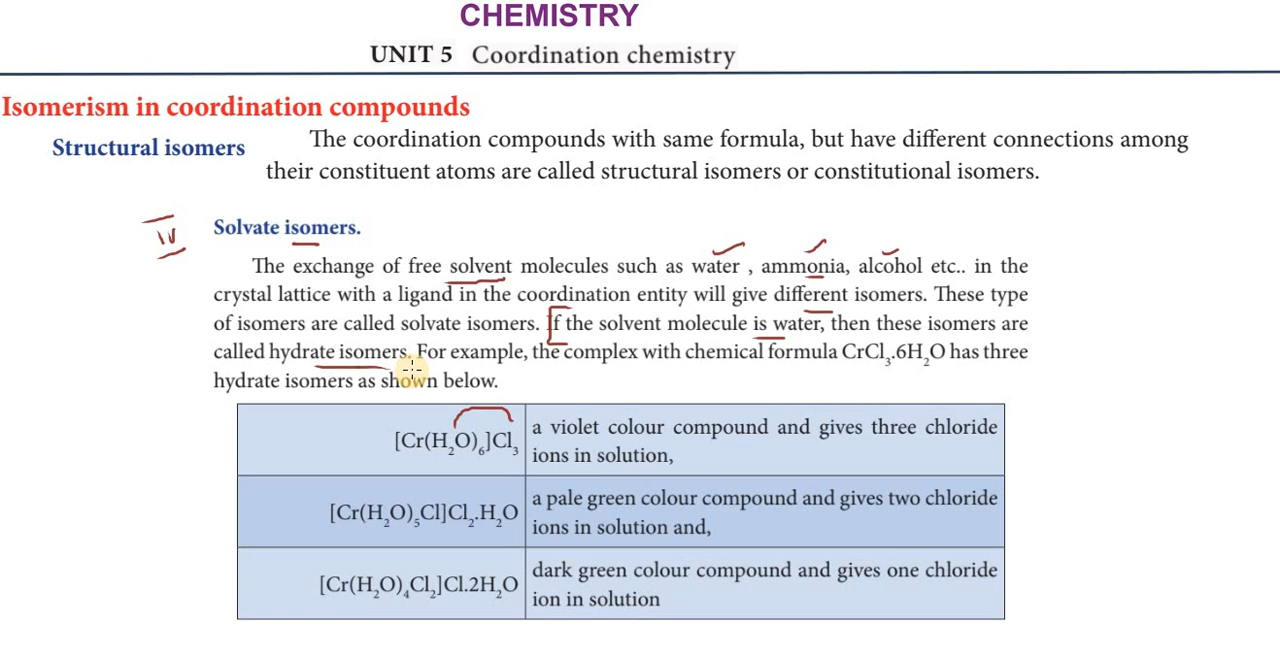 CHEMISTRY
UNIT 5 Coordination chemistry
Isomerism in coordination compounds
Structural isomers The coordination compounds with same formula, but have different connections among
their constituent atoms are called structural isomers or constitutional isomers.
IV Solvate isomers.
The exchange of free solvent molecules such as water , ammonia, alcohol etc.. in the
crystal lattice with a ligand in the coordination entity will give different isomers. These type
of isomers are called solvate isomers. If the solvent molecule is water, then these isomers are
called hydrate isomers. For example, the complex with chemical formula CrCl₃.6H₂O has three
hydrate isomers as shown below.
[Cr(H₂O)₆]Cl₃ a violet colour compound and gives three chloride
ions in solution,
[Cr(H₂O)₅Cl]Cl₂.H₂O a pale green colour compound and gives two chloride
ions in solution and,
[Cr(H₂O)₄Cl₂]Cl.2H₂O dark green colour compound and gives one chloride
ion in solution